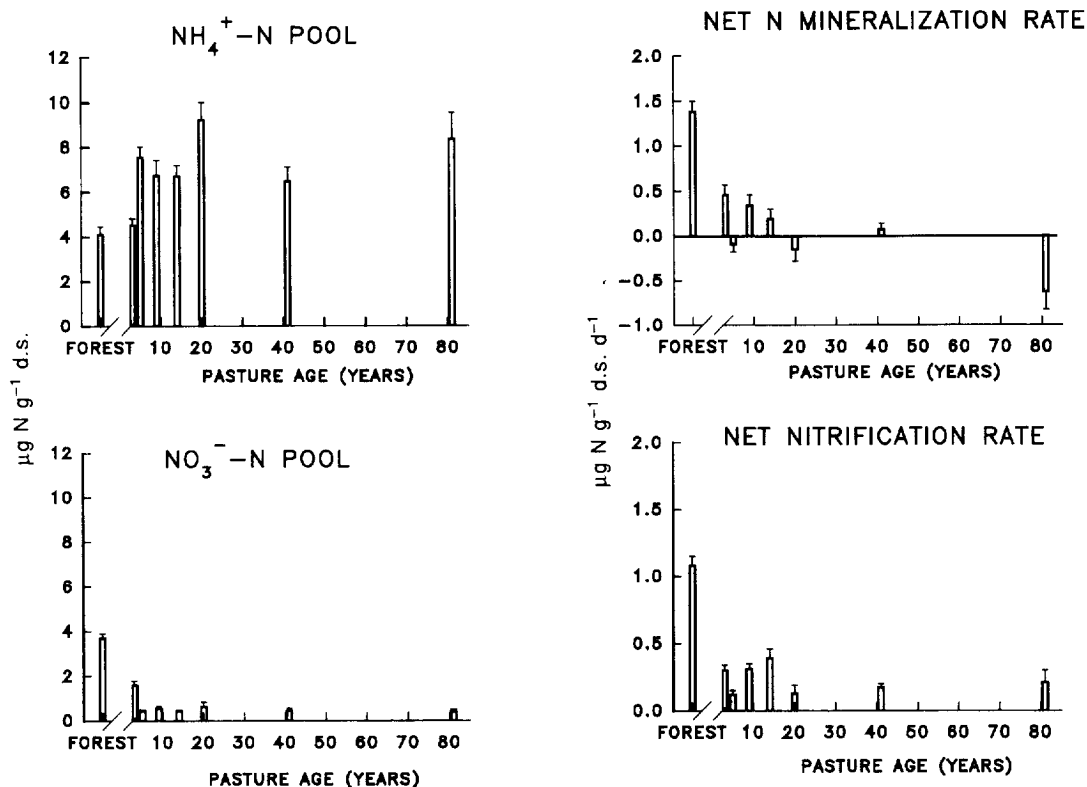 NH₄⁺–N POOL
12
10
8
6
4
2
0
FOREST 10 20 30 40 50 60 70 80
PASTURE AGE (YEARS)
NET N MINERALIZATION RATE
2.0
1.5
1.0
0.5
0.0
−0.5
−1.0
FOREST 10 20 30 40 50 60 70 80
PASTURE AGE (YEARS)
µg N g⁻¹ d.s.
µg N g⁻¹ d.s. d⁻¹
NO₃⁻–N POOL
12
10
8
6
4
2
0
FOREST 10 20 30 40 50 60 70 80
PASTURE AGE (YEARS)
NET NITRIFICATION RATE
2.0
1.5
1.0
0.5
0.0
FOREST 10 20 30 40 50 60 70 80
PASTURE AGE (YEARS)